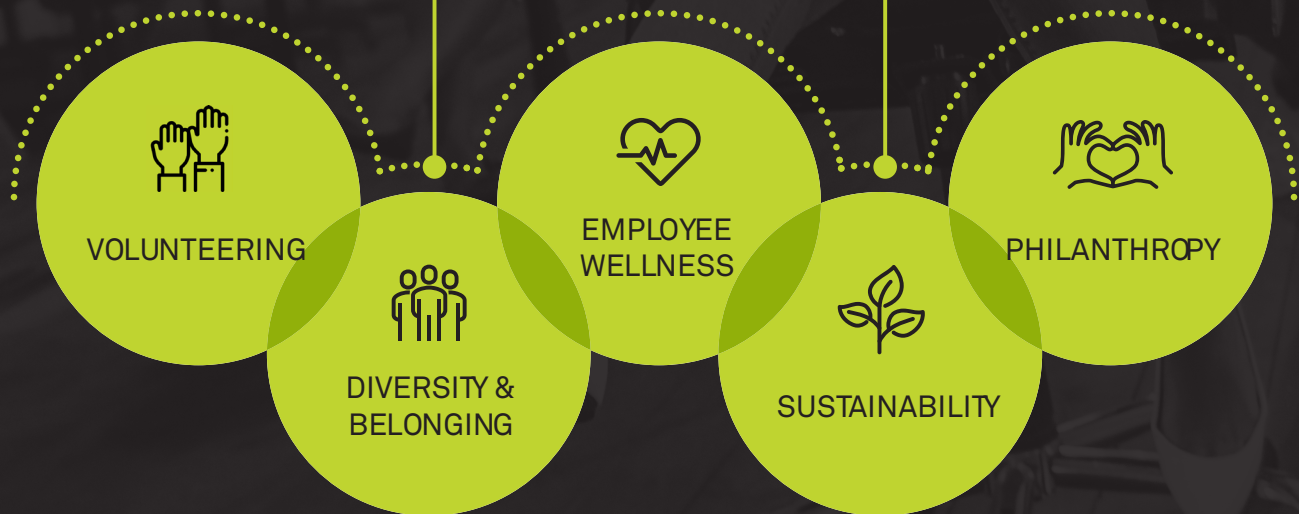 VOLUNTEERING
DIVERSITY &
BELONGING
EMPLOYEE
WELLNESS
SUSTAINABILITY
PHILANTHROPY